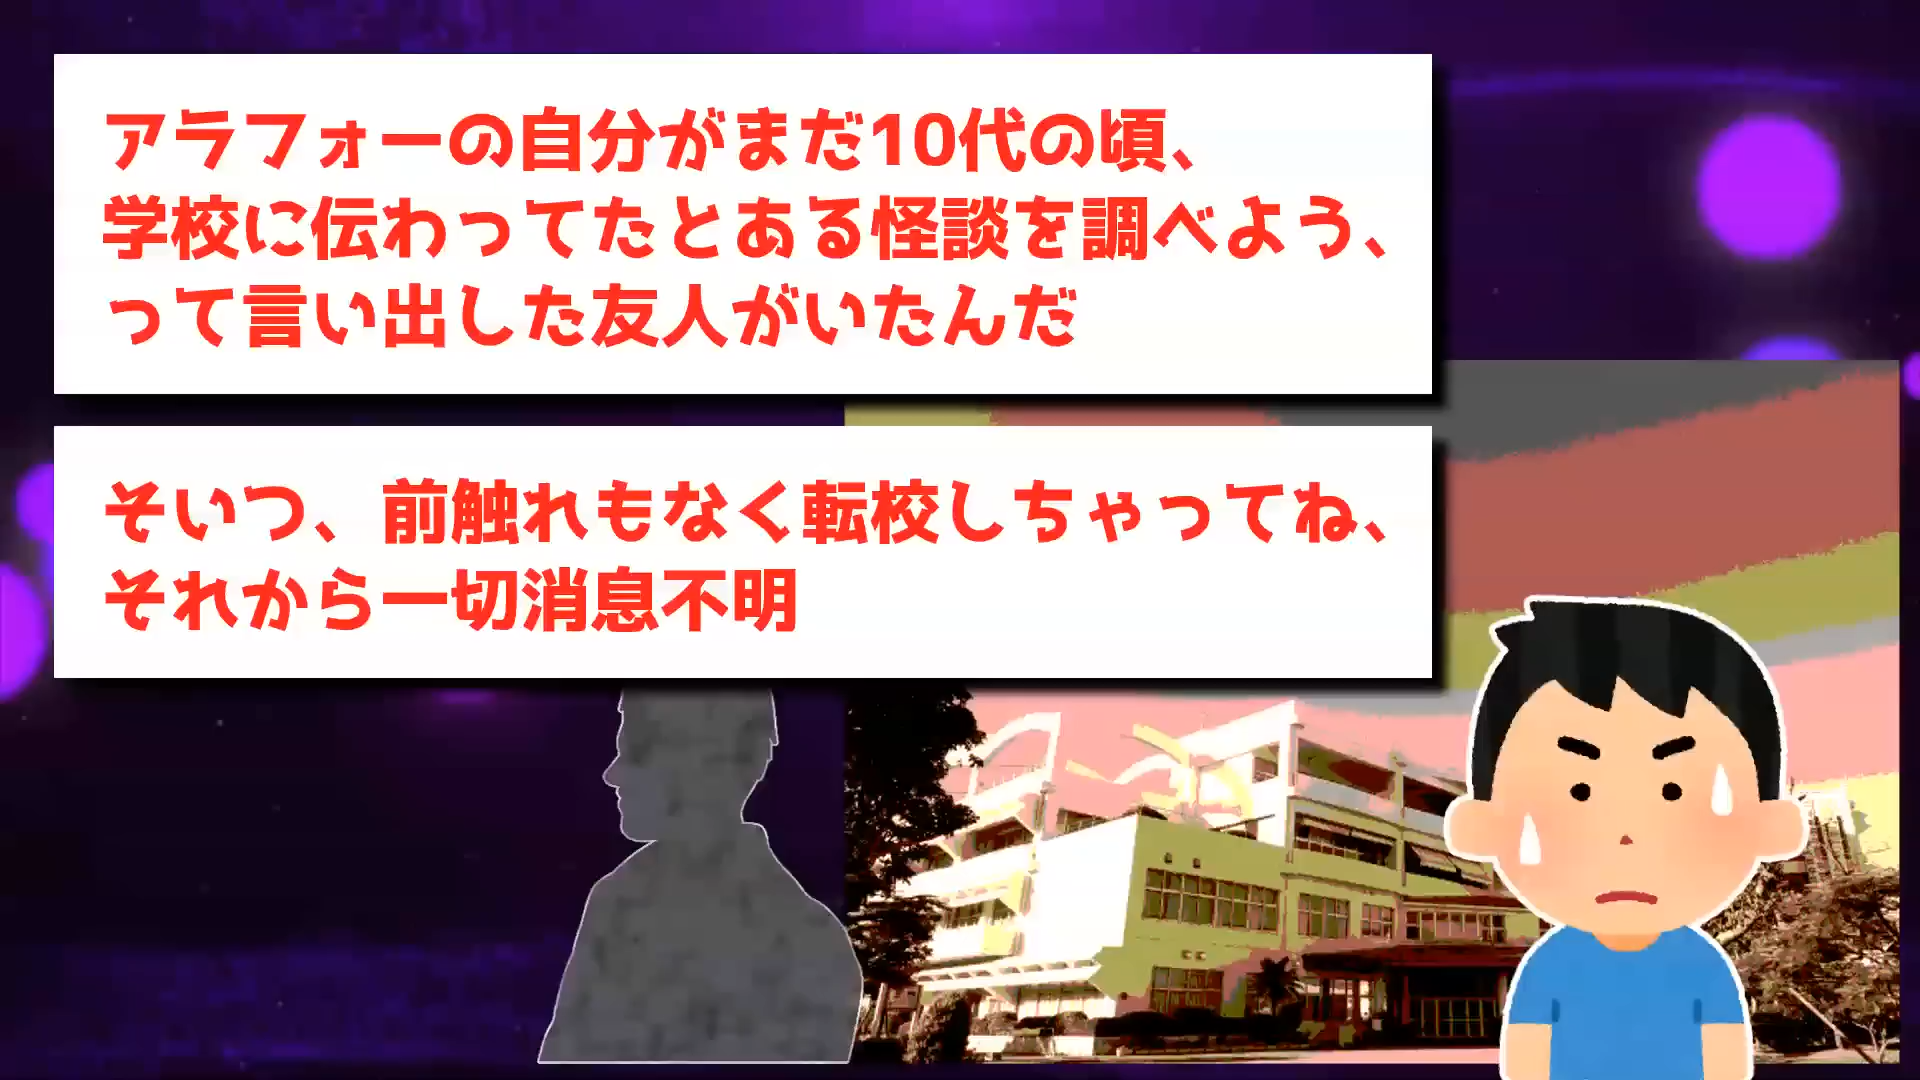 アラフォーの自分がまだ10代の頃、
学校に伝わってたとある怪談を調べよう、
って言い出した友人がいたんだ
そいつ、前触れもなく転校しちゃってね、
それから一切消息不明